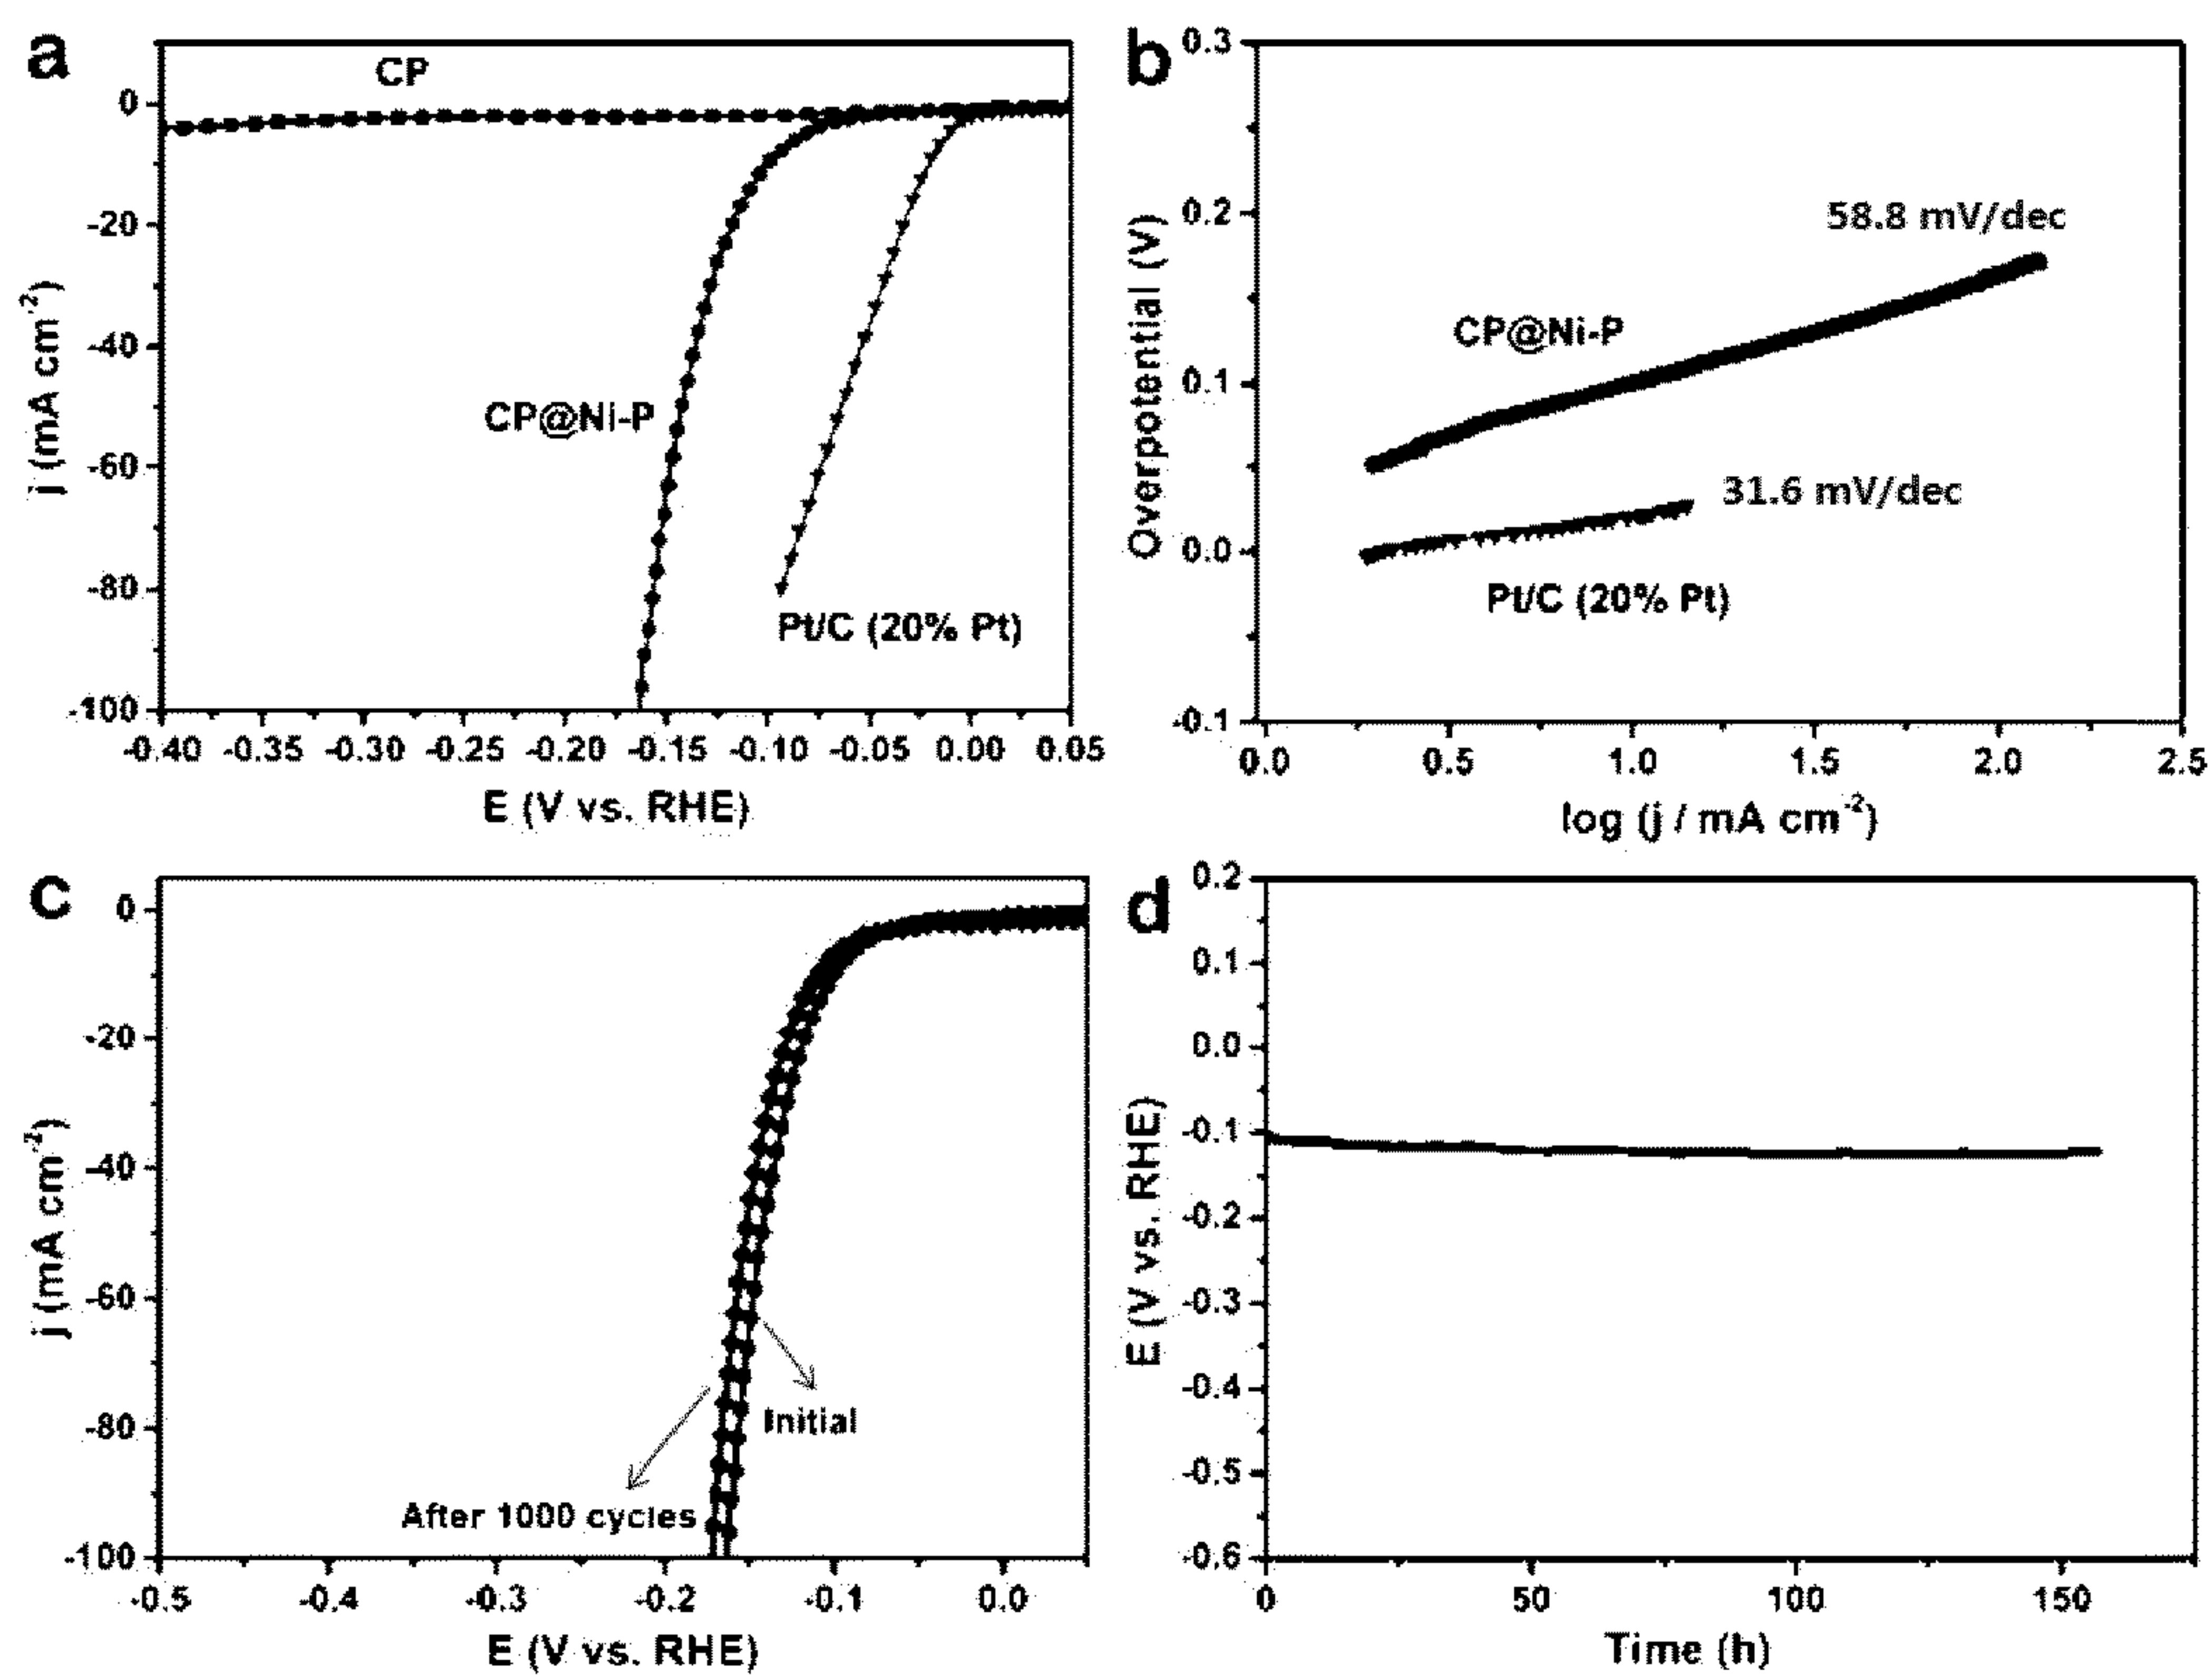 a
CP
0
-20
-40
-60
-80
-100
j (mA cm-2)
CP@Ni-P
Pt/C (20% Pt)
-0.40 -0.35 -0.30 -0.25 -0.20 -0.15 -0.10 -0.05 0.00 0.05
E (V vs. RHE)
b
0.3
0.2
0.1
0.0
-0.1
Overpotential (V)
58.8 mV/dec
CP@Ni-P
31.6 mV/dec
Pt/C (20% Pt)
0.0 0.5 1.0 1.5 2.0 2.5
log (j / mA cm-2)
c
0
-20
-40
-60
-80
-100
j (mA cm-2)
Initial
After 1000 cycles
-0.5 -0.4 -0.3 -0.2 -0.1 0.0
E (V vs. RHE)
d
0.2
0.1
0.0
-0.1
-0.2
-0.3
-0.4
-0.5
-0.6
E (V vs. RHE)
0 50 100 150
Time (h)